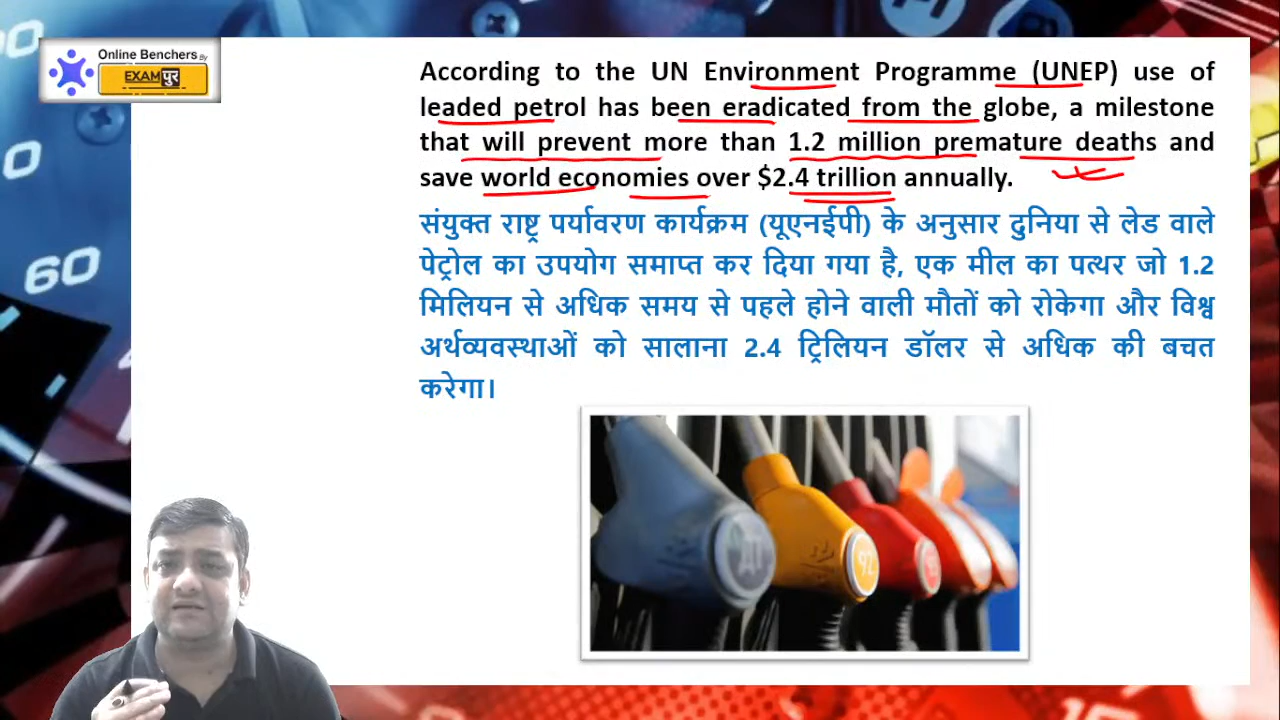 Online Benchers By
EXAMपुर
According to the UN Environment Programme (UNEP) use of
leaded petrol has been eradicated from the globe, a milestone
that will prevent more than 1.2 million premature deaths and
save world economies over $2.4 trillion annually.
संयुक्त राष्ट्र पर्यावरण कार्यक्रम (यूएनईपी) के अनुसार दुनिया से लेड वाले
पेट्रोल का उपयोग समाप्त कर दिया गया है, एक मील का पत्थर जो 1.2
मिलियन से अधिक समय से पहले होने वाली मौतों को रोकेगा और विश्व
अर्थव्यवस्थाओं को सालाना 2.4 ट्रिलियन डॉलर से अधिक की बचत
करेगा।
60